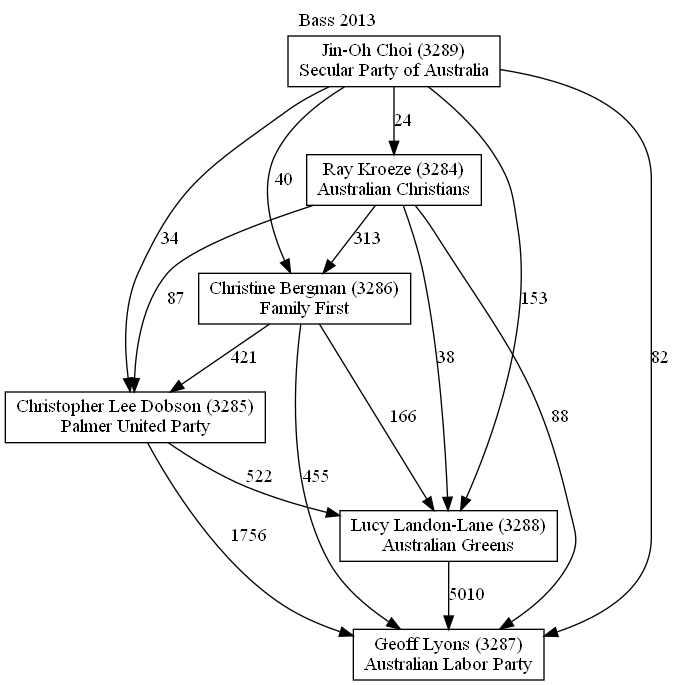 Bass 2013
Jin-Oh Choi (3289)
Secular Party of Australia
24
Ray Kroeze (3284)
Australian Christians
40
34
313
Christine Bergman (3286)
Family First
87
153
421
38
82
Christopher Lee Dobson (3285)
Palmer United Party
166
88
522
455
Lucy Landon-Lane (3288)
Australian Greens
1756
5010
Geoff Lyons (3287)
Australian Labor Party